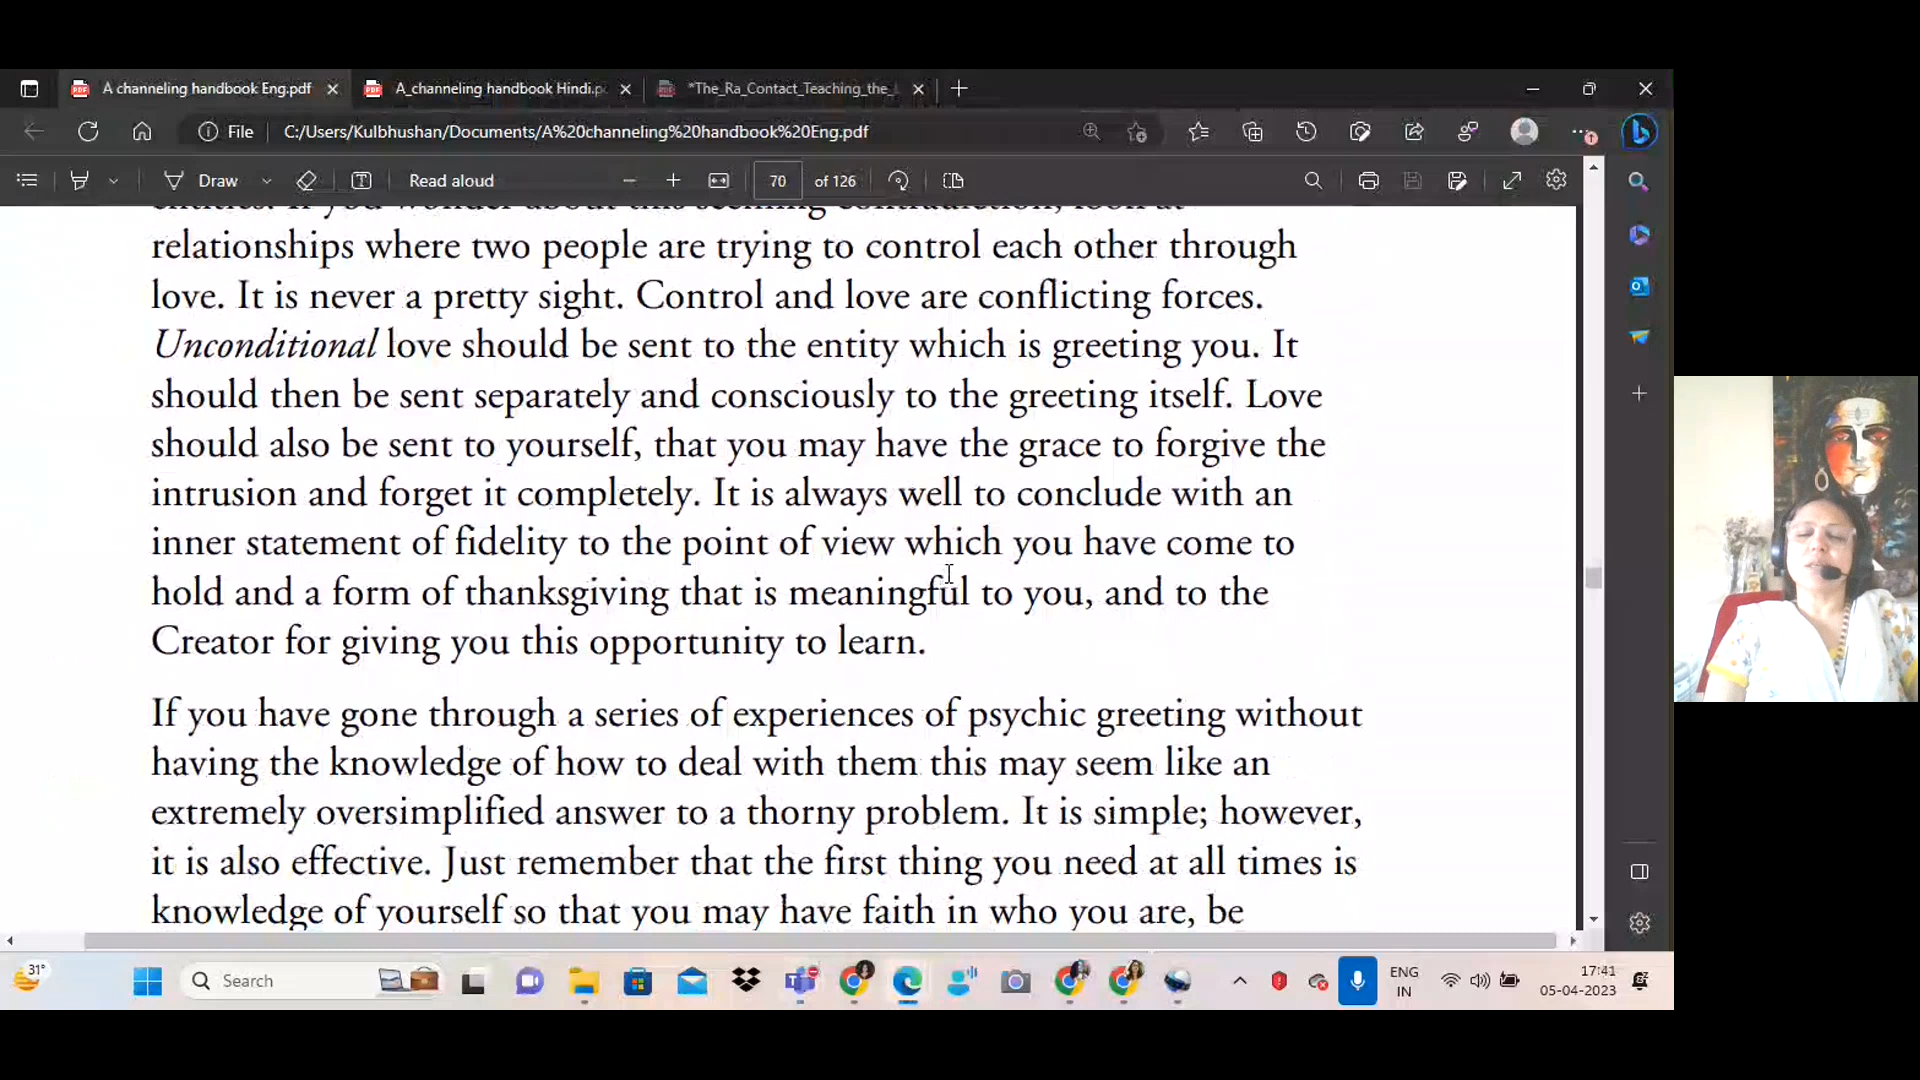 A channeling handbook Eng.pdf
A_channeling handbook Hindi.p
*The_Ra_Contact_Teaching_the_
File
C:/Users/Kulbhushan/Documents/A%20channeling%20handbook%20Eng.pdf
Draw
Read aloud
70
of 126
entities. If you wonder about this seeming contradiction, look at
relationships where two people are trying to control each other through
love. It is never a pretty sight. Control and love are conflicting forces.
Unconditional love should be sent to the entity which is greeting you. It
should then be sent separately and consciously to the greeting itself. Love
should also be sent to yourself, that you may have the grace to forgive the
intrusion and forget it completely. It is always well to conclude with an
inner statement of fidelity to the point of view which you have come to
hold and a form of thanksgiving that is meaningful to you, and to the
Creator for giving you this opportunity to learn.
If you have gone through a series of experiences of psychic greeting without
having the knowledge of how to deal with them this may seem like an
extremely oversimplified answer to a thorny problem. It is simple; however,
it is also effective. Just remember that the first thing you need at all times is
knowledge of yourself so that you may have faith in who you are, be
31°
Search
ENG
IN
17:41
05-04-2023